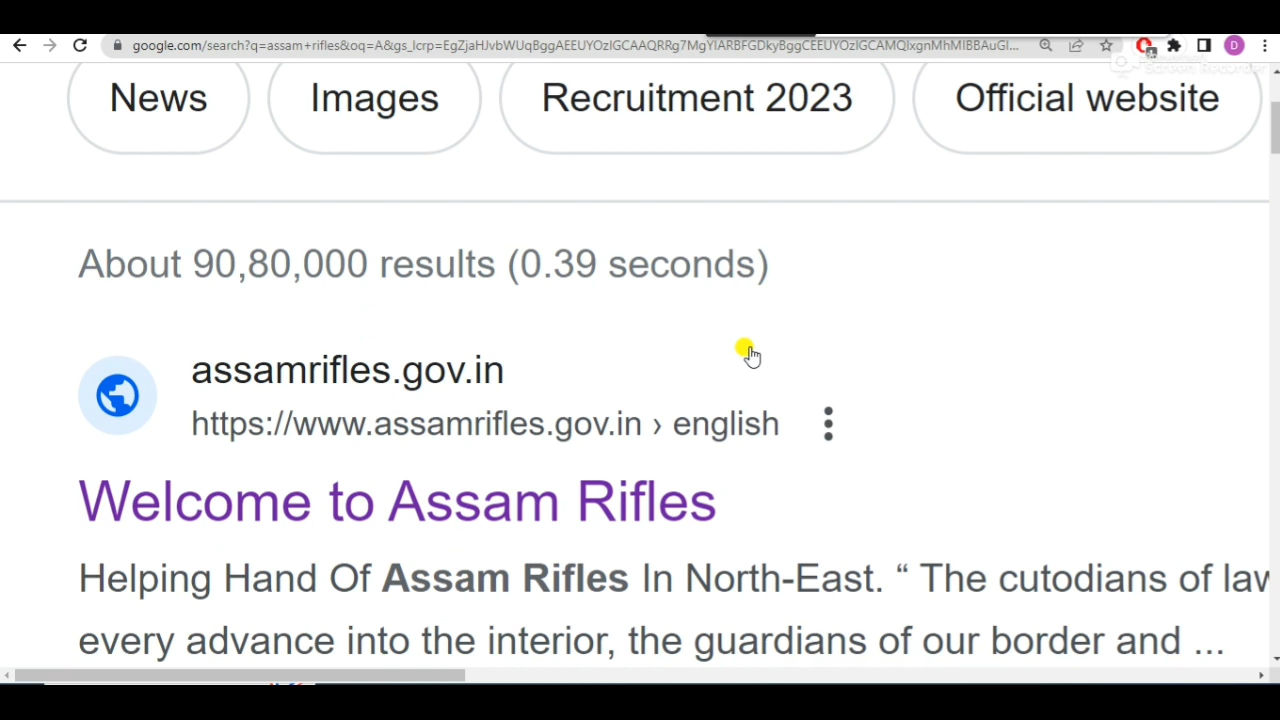 google.com/search?q=assam+rifles&oq=A&gs_lcrp=EgZjaHJvbWUqBggAEEUYOzIGCAAQRRg7MgYIARBFGDkyBggCEEUYOzIGCAMQIxgnMhMIBBAuGI...
D
Screen Recorder
News
Images
Recruitment 2023
Official website
About 90,80,000 results (0.39 seconds)
assamrifles.gov.in
https://www.assamrifles.gov.in › english
Welcome to Assam Rifles
Helping Hand Of Assam Rifles In North-East. “ The cutodians of law
every advance into the interior, the guardians of our border and ...